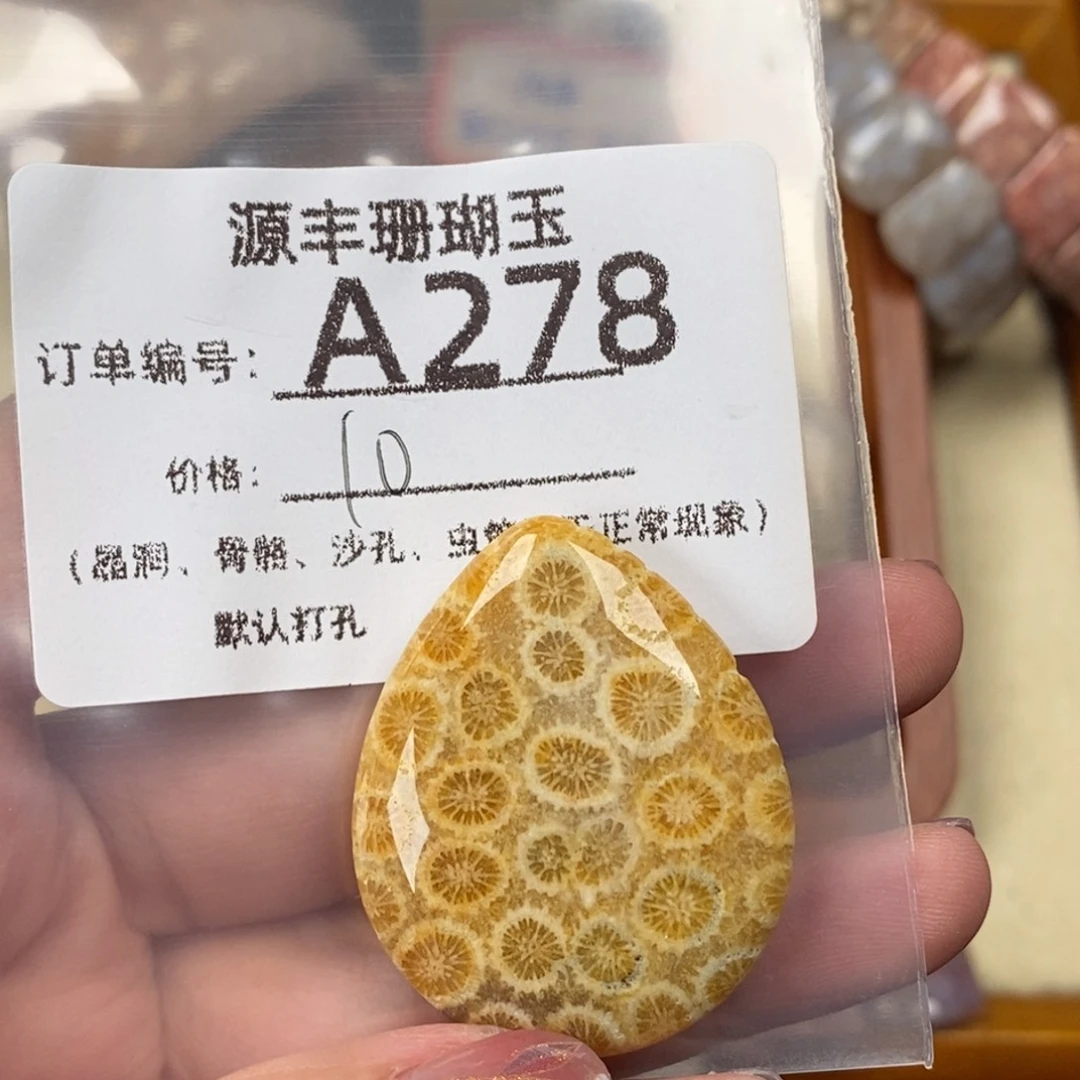 源丰珊瑚玉
订单编号: A278
价格: 10
(晶洞、骨骼、沙孔、虫 正常现象)
默认打孔